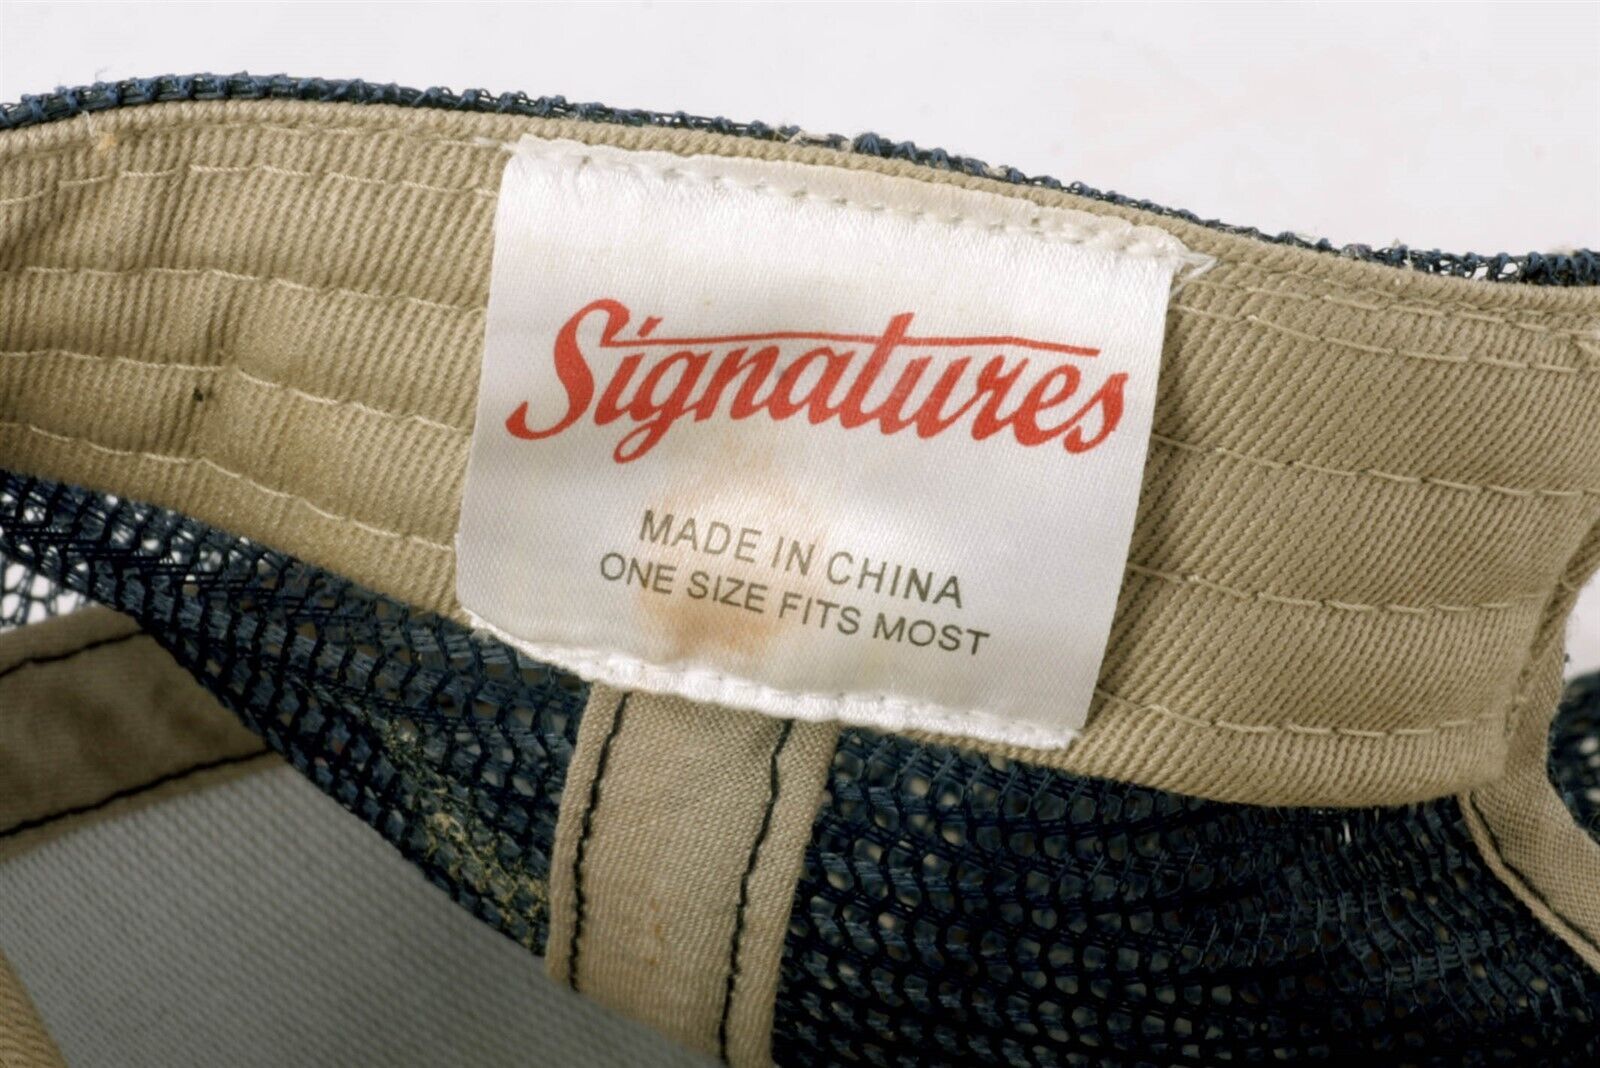 Signatures
MADE IN CHINA
ONE SIZE FITS MOST